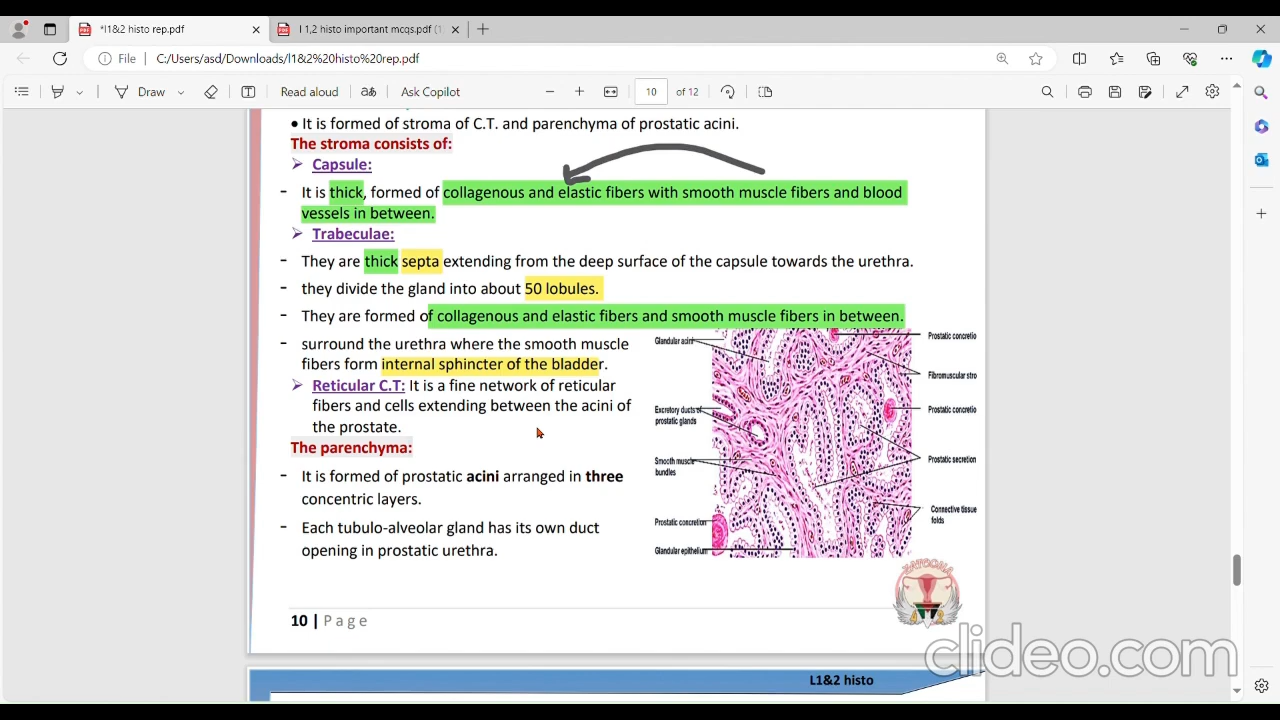 *l1&2 histo rep.pdf
l 1,2 histo important mcqs.pdf (1
File
C:/Users/asd/Downloads/l1&2%20histo%20rep.pdf
Draw
Read aloud
Ask Copilot
10
of 12
• It is formed of stroma of C.T. and parenchyma of prostatic acini.
The stroma consists of:
Capsule:
- It is thick, formed of collagenous and elastic fibers with smooth muscle fibers and blood
vessels in between.
Trabeculae:
- They are thick septa extending from the deep surface of the capsule towards the urethra.
- they divide the gland into about 50 lobules.
- They are formed of collagenous and elastic fibers and smooth muscle fibers in between.
- surround the urethra where the smooth muscle
fibers form internal sphincter of the bladder.
Reticular C.T: It is a fine network of reticular
fibers and cells extending between the acini of
the prostate.
The parenchyma:
- It is formed of prostatic acini arranged in three
concentric layers.
- Each tubulo-alveolar gland has its own duct
opening in prostatic urethra.
Glandular acini
Excretory ducts of
prostatic glands
Smooth muscle
bundles
Prostatic concretion
Glandular epithelium
Prostatic concretio
Fibromuscular stro
Prostatic concretio
Prostatic secretion
Connective tissue
folds
ZATOONA
10 | Page
clideo.com
L1&2 histo